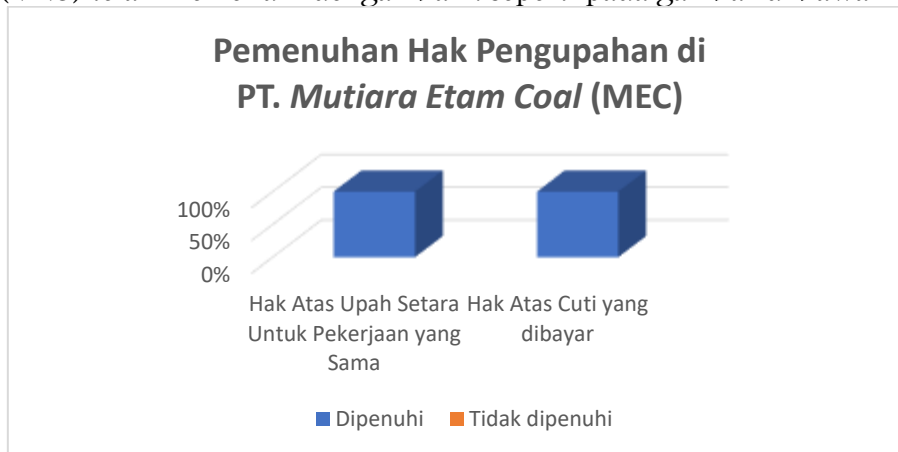 Pemenuhan Hak Pengupahan di
PT. Mutiara Etam Coal (MEC)
100%
50%
0%
Hak Atas Upah Setara
Untuk Pekerjaan yang
Sama
Hak Atas Cuti yang
dibayar
Dipenuhi
Tidak dipenuhi